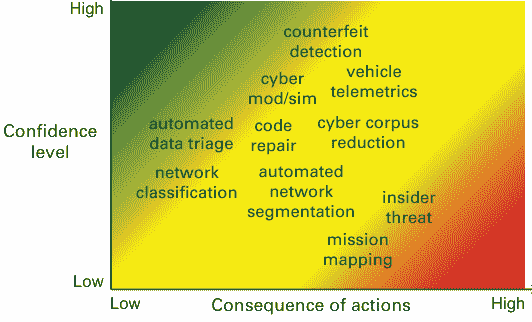 High
counterfeit
detection
cyber
mod/sim
vehicle
telemetrics
Confidence
level
automated
data triage
code
repair
cyber corpus
reduction
network
classification
automated
network
segmentation
insider
threat
mission
mapping
Low
Low
Consequence of actions
High